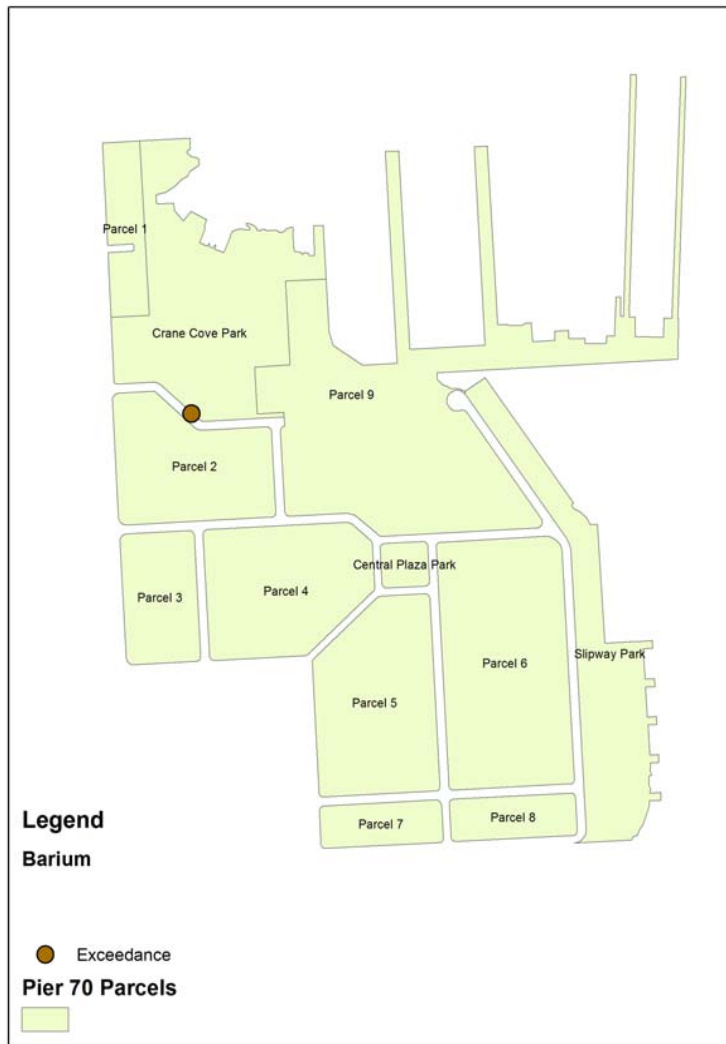 Parcel 1
Crane Cove Park
Parcel 9
Parcel 2
Central Plaza Park
Parcel 3
Parcel 4
Slipway Park
Parcel 6
Parcel 5
Parcel 7
Parcel 8
Legend
Barium
Exceedance
Pier 70 Parcels